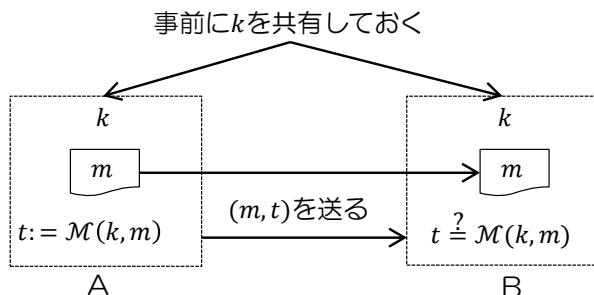 事前にkを共有しておく
k
k
m
m
(m, t)を送る
t: = ℳ(k, m)
t ≟ ℳ(k, m)
A
B